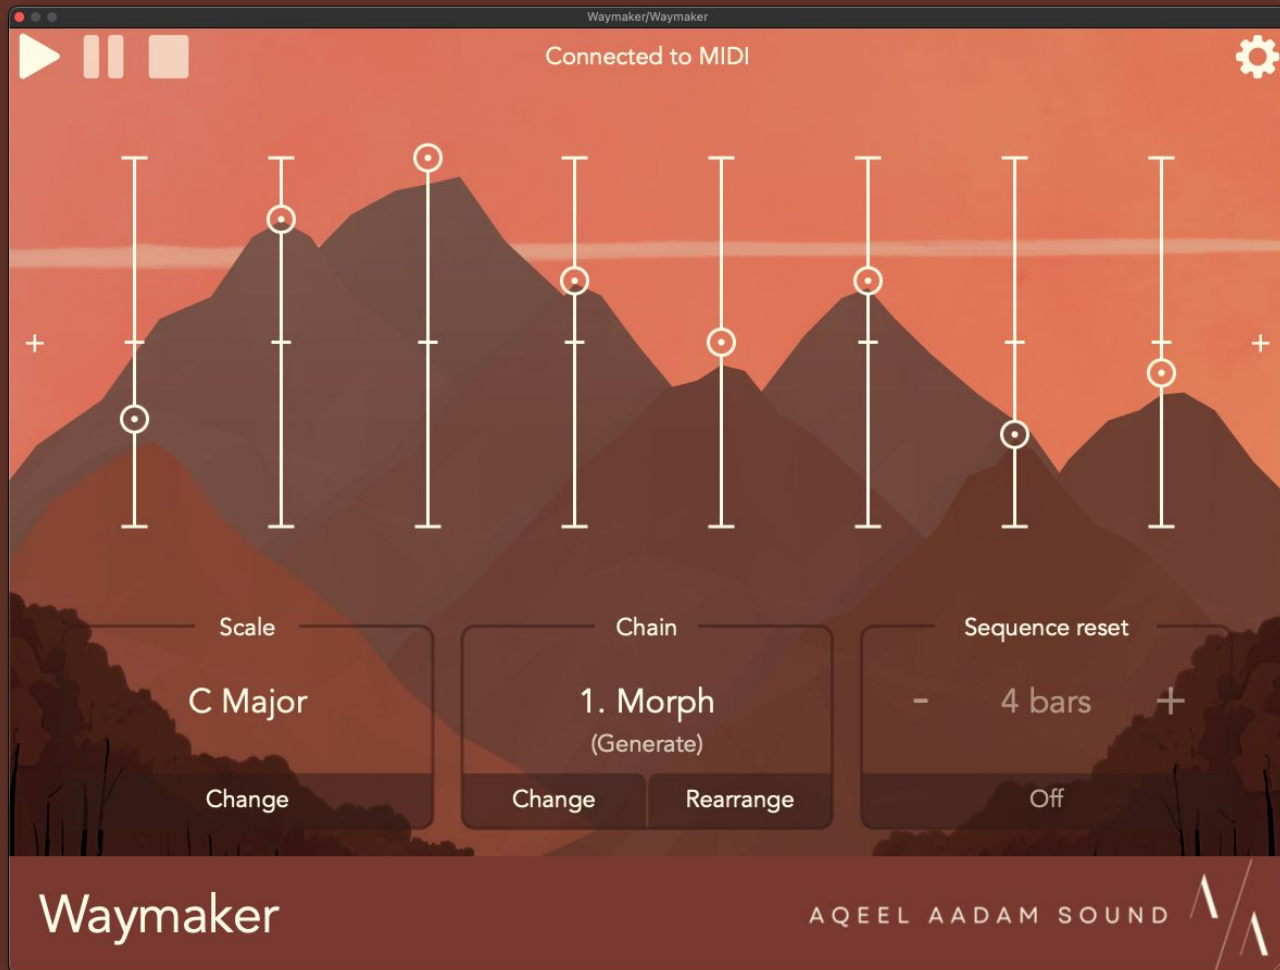 Waymaker/Waymaker
Connected to MIDI
+ +
Scale
Chain
Sequence reset
C Major
1. Morph
- 4 bars +
(Generate)
Change
Change
Rearrange
Off
Waymaker
AQEEL AADAM SOUND